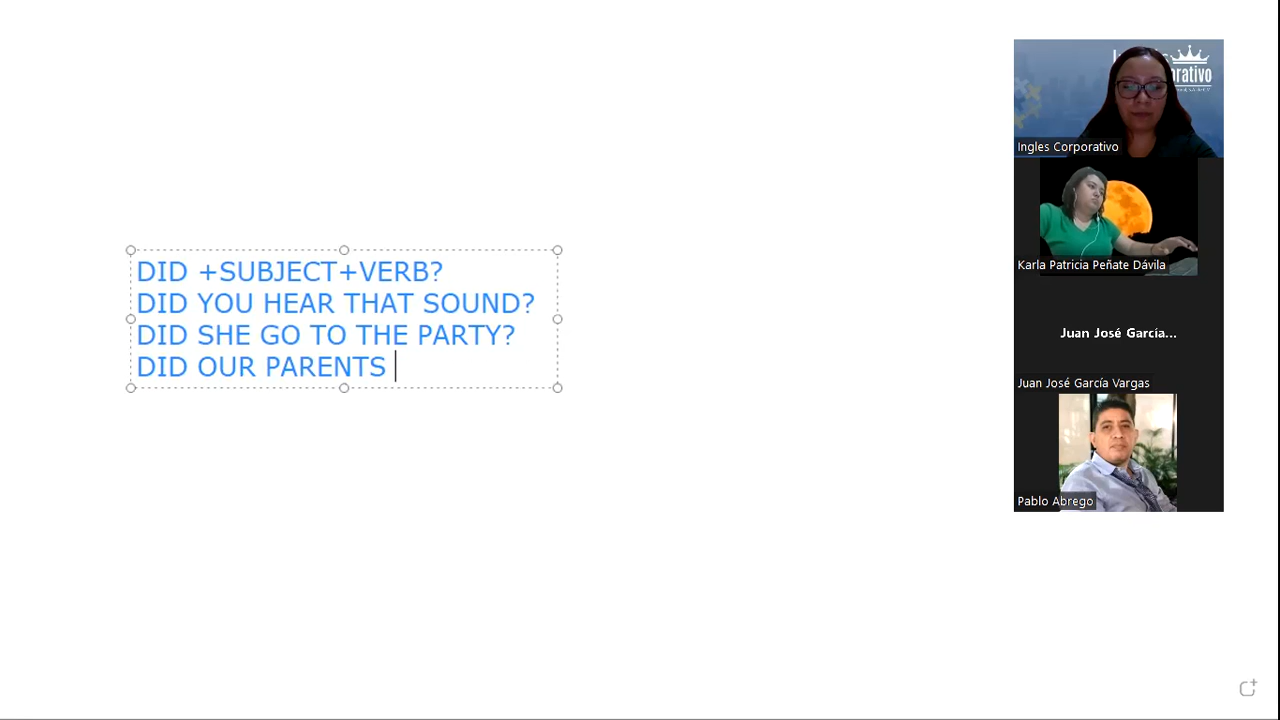 DID +SUBJECT+VERB?
DID YOU HEAR THAT SOUND?
DID SHE GO TO THE PARTY?
DID OUR PARENTS
Ingles Corporativo
Karla Patricia Peñate Dávila
Juan José García...
Juan José García Vargas
Pablo Abrego